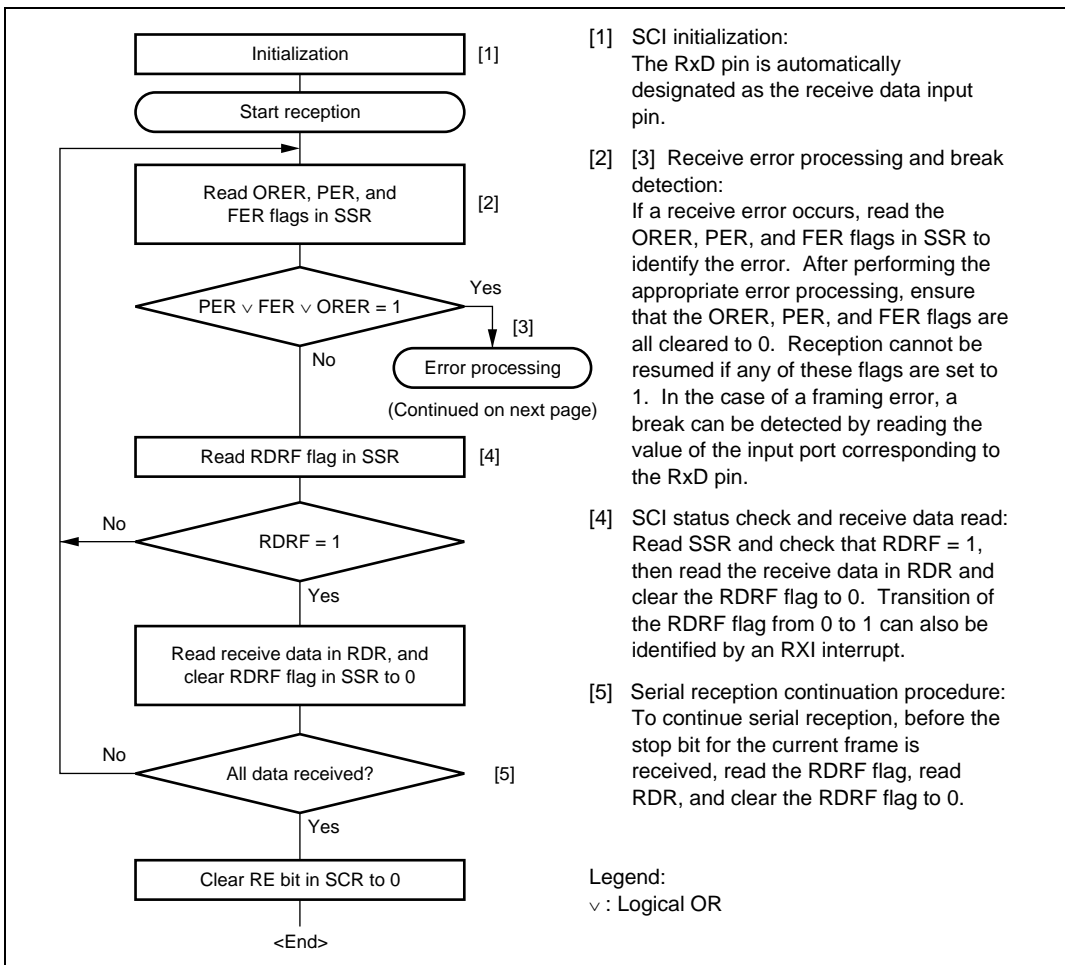 Initialization
[1]
Start reception
Read ORER, PER, and
FER flags in SSR
[2]
PER ∨ FER ∨ ORER = 1
Yes
[3]
No
Error processing
(Continued on next page)
Read RDRF flag in SSR
[4]
No
RDRF = 1
Yes
Read receive data in RDR, and
clear RDRF flag in SSR to 0
No
All data received?
[5]
Yes
Clear RE bit in SCR to 0
<End>
[1] SCI initialization:
The RxD pin is automatically
designated as the receive data input
pin.
[2] [3] Receive error processing and break
detection:
If a receive error occurs, read the
ORER, PER, and FER flags in SSR to
identify the error. After performing the
appropriate error processing, ensure
that the ORER, PER, and FER flags are
all cleared to 0. Reception cannot be
resumed if any of these flags are set to
1. In the case of a framing error, a
break can be detected by reading the
value of the input port corresponding to
the RxD pin.
[4] SCI status check and receive data read:
Read SSR and check that RDRF = 1,
then read the receive data in RDR and
clear the RDRF flag to 0. Transition of
the RDRF flag from 0 to 1 can also be
identified by an RXI interrupt.
[5] Serial reception continuation procedure:
To continue serial reception, before the
stop bit for the current frame is
received, read the RDRF flag, read
RDR, and clear the RDRF flag to 0.
Legend:
∨ : Logical OR